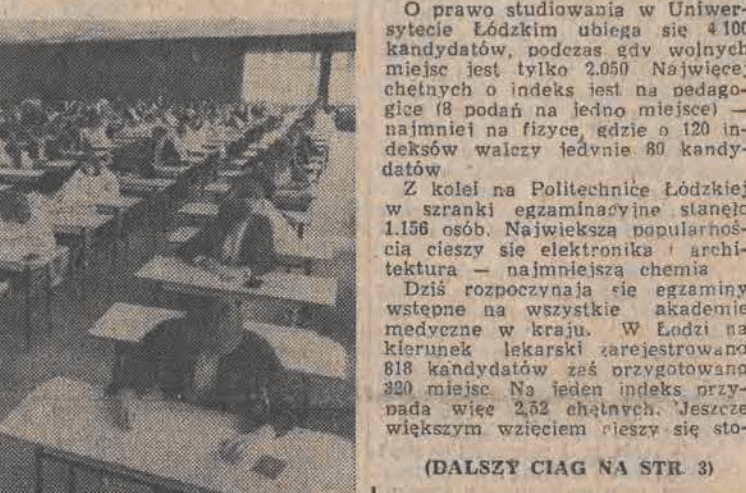 O prawo studiowania w Uniwer-
sytecie Łódzkim ubiega się 4 100
kandydatów, podczas gdy wolnych
miejsc jest tylko 2.050 Najwięcej
chętnych o indeks jest na pedago-
gice (8 podań na jedno miejsce) —
najmniej na fizyce, gdzie o 120 in-
deksów walczy jedynie 80 kandy-
datów
Z kolei na Politechnice Łódzkiej
w szranki egzaminacyjne stanęło
1.156 osób. Największą popularnoś-
cią cieszy się elektronika i archi-
tektura — najmniejszą chemia
Dziś rozpoczynają się egzaminy
wstępne na wszystkie akademie
medyczne w kraju. W Łodzi na
kierunek lekarski zarejestrowano
818 kandydatów zaś przygotowano
320 miejsc Na jeden indeks przy-
pada więc 2,52 chętnych. Jeszcze
większym wzięciem cieszy się sto-
(DALSZY CIĄG NA STR. 3)